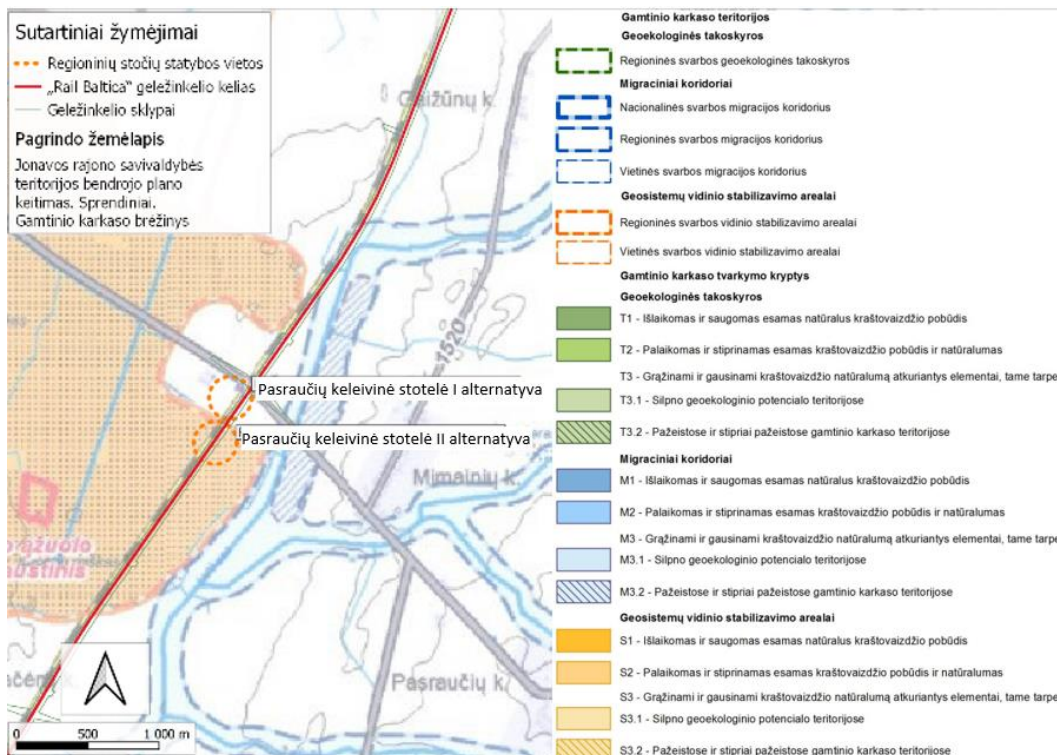 Sutartiniai žymėjimai
Regioninių stočių statybos vietos
„Rail Baltica“ geležinkelio kelias
Geležinkelio sklypai
Pagrindo žemėlapis
Jonavos rajono savivaldybės
teritorijos bendrojo plano
keitimas. Sprendiniai.
Gamtinio karkaso brėžinys
Gaižūnų k.
1520
Pasraučių keleivinė stotelė I alternatyva
Pasraučių keleivinė stotelė II alternatyva
Mimainių k.
Pasraučių k.
0 500 1 000 m
Gamtinio karkaso teritorijos
Geoekologinės takoskyros
Regioninės svarbos geoekologinės takoskyros
Migraciniai koridoriai
Nacionalinės svarbos migracijos koridorius
Regioninės svarbos migracijos koridorius
Vietinės svarbos migracijos koridorius
Geosistemų vidinio stabilizavimo arealai
Regioninės svarbos vidinio stabilizavimo arealai
Vietinės svarbos vidinio stabilizavimo arealai
Gamtinio karkaso tvarkymo kryptys
Geoekologinės takoskyros
T1 - Išlaikomas ir saugomas esamas natūralus kraštovaizdžio pobūdis
T2 - Palaikomas ir stiprinamas esamas kraštovaizdžio pobūdis ir natūralumas
T3 - Grąžinami ir gausinami kraštovaizdžio natūralumą atkuriantys elementai, tame tarpe
T3.1 - Silpno geoekologinio potencialo teritorijose
T3.2 - Pažeistose ir stipriai pažeistose gamtinio karkaso teritorijose
Migraciniai koridoriai
M1 - Išlaikomas ir saugomas esamas natūralus kraštovaizdžio pobūdis
M2 - Palaikomas ir stiprinamas esamas kraštovaizdžio pobūdis ir natūralumas
M3 - Grąžinami ir gausinami kraštovaizdžio natūralumą atkuriantys elementai, tame tarpe
M3.1 - Silpno geoekologinio potencialo teritorijose
M3.2 - Pažeistose ir stipriai pažeistose gamtinio karkaso teritorijose
Geosistemų vidinio stabilizavimo arealai
S1 - Išlaikomas ir saugomas esamas natūralus kraštovaizdžio pobūdis
S2 - Palaikomas ir stiprinamas esamas kraštovaizdžio pobūdis ir natūralumas
S3 - Grąžinami ir gausinami kraštovaizdžio natūralumą atkuriantys elementai, tame tarpe
S3.1 - Silpno geoekologinio potencialo teritorijose
S3.2 - Pažeistose ir stipriai pažeistose gamtinio karkaso teritorijose